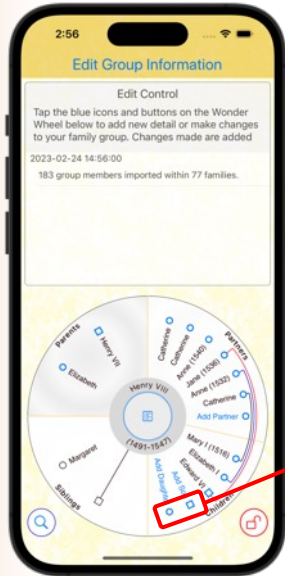 2:56
Edit Group Information
Edit Control
Tap the blue icons and buttons on the Wonder
Wheel below to add new detail or make changes
to your family group. Changes made are added
2023-02-24 14:56:00
183 group members imported within 77 families.
Parents
Henry VII
Elizabeth
Partners
Catherine
Catherine
Anne (1540)
Jane (1536)
Anne (1532)
Catherine
Add Partner
Henry VIII
(1491-1547)
Siblings
Margaret
Children
Mary I (1516)
Elizabeth I
Edward VI
Add
Add Daughter